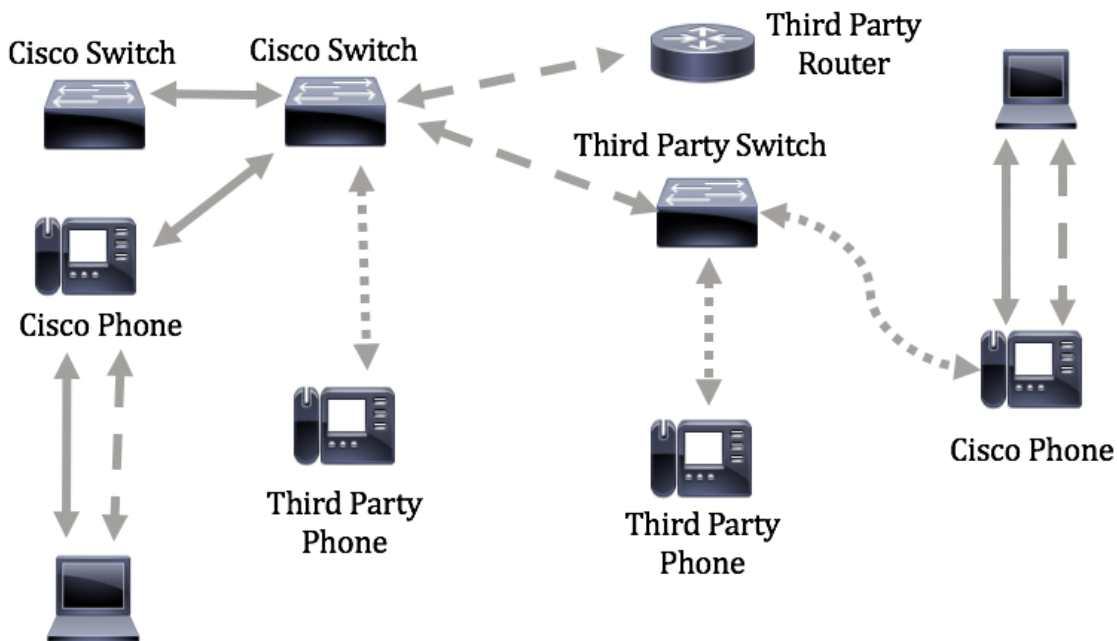 Cisco Switch
Cisco Switch
Third Party
Router
Third Party Switch
Cisco Phone
Cisco Phone
Third Party
Phone
Third Party
Phone